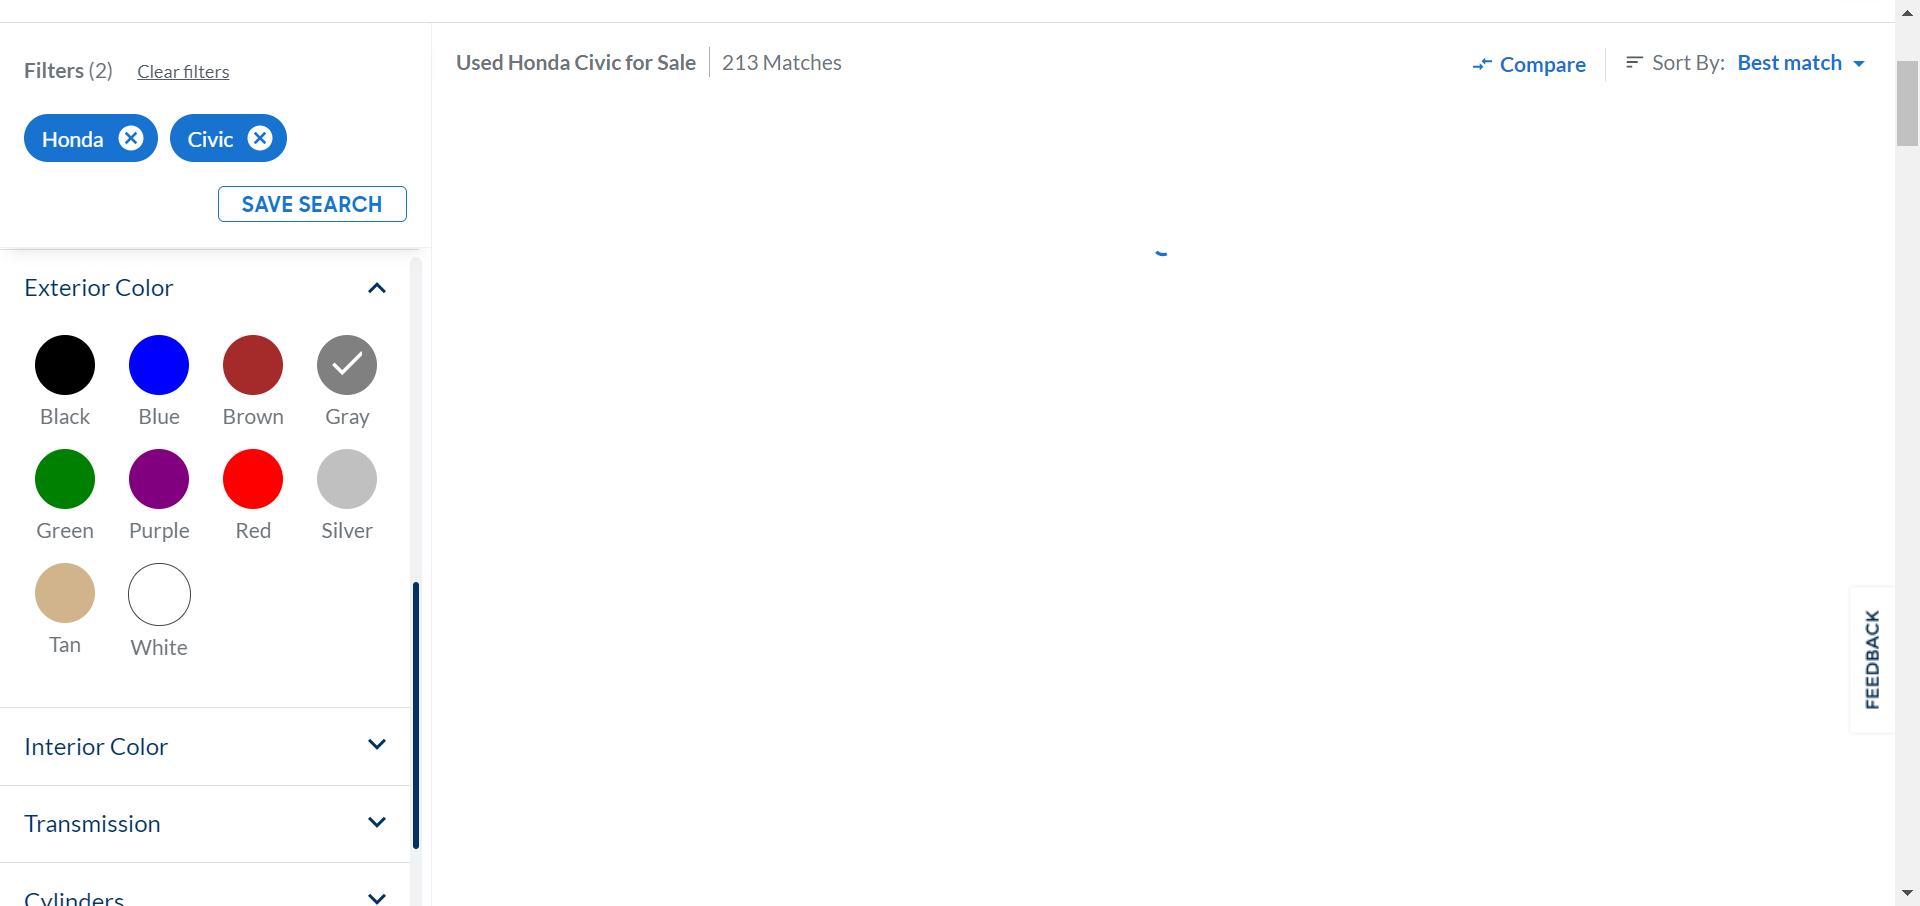 Filters (2) Clear filters
Honda Civic
SAVE SEARCH
Used Honda Civic for Sale 213 Matches
Compare Sort By: Best match
Exterior Color
Black Blue Brown Gray
Green Purple Red Silver
Tan White
Interior Color
Transmission
Cylinders
FEEDBACK